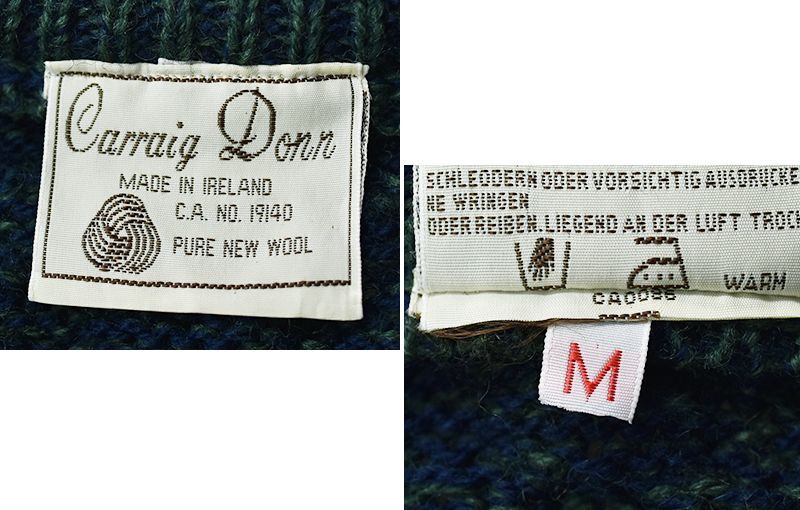 Carraig Donn
MADE IN IRELAND
C.A. NO. 19140
PURE NEW WOOL
SCHLEODERN ODER VORSICHTIG AUSDRÜCKE
NE WRINGEN
ODER REIBEN LIEGEND AN DER LUFT TROCK
WARM
M